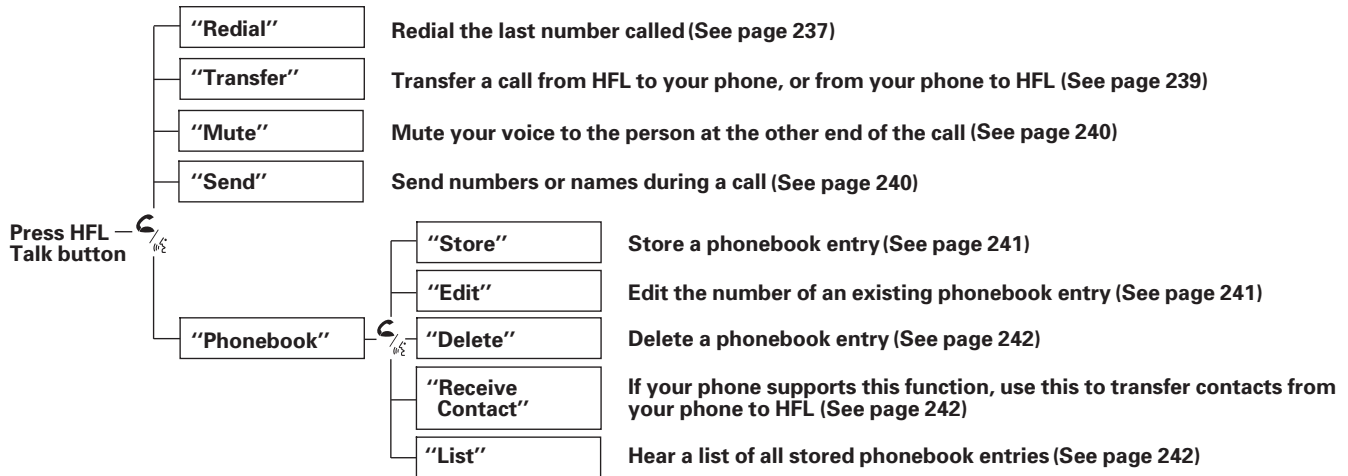 "Redial" Redial the last number called (See page 237)
"Transfer" Transfer a call from HFL to your phone, or from your phone to HFL (See page 239)
"Mute" Mute your voice to the person at the other end of the call (See page 240)
"Send" Send numbers or names during a call (See page 240)
Press HFL
Talk button
"Phonebook"
"Store" Store a phonebook entry (See page 241)
"Edit" Edit the number of an existing phonebook entry (See page 241)
"Delete" Delete a phonebook entry (See page 242)
"Receive
Contact"
If your phone supports this function, use this to transfer contacts from
your phone to HFL (See page 242)
"List" Hear a list of all stored phonebook entries (See page 242)